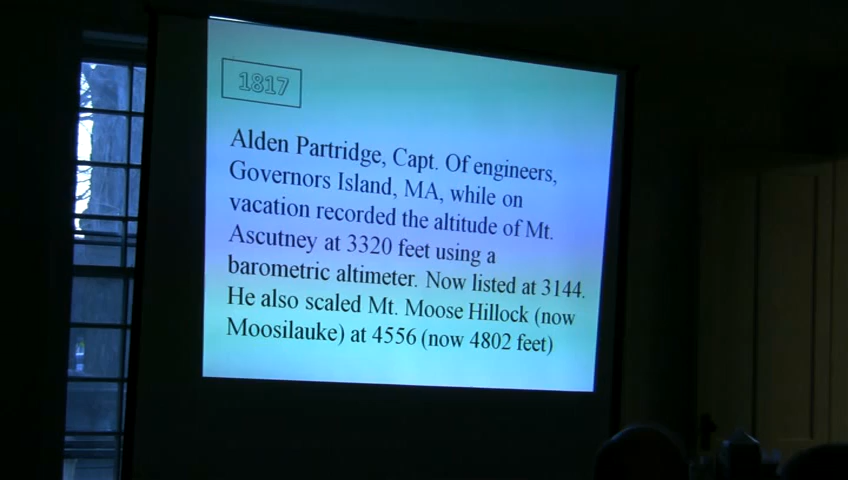 1817
Alden Partridge, Capt. Of engineers,
Governors Island, MA, while on
vacation recorded the altitude of Mt.
Ascutney at 3320 feet using a
barometric altimeter. Now listed at 3144.
He also scaled Mt. Moose Hillock (now
Moosilauke) at 4556 (now 4802 feet)